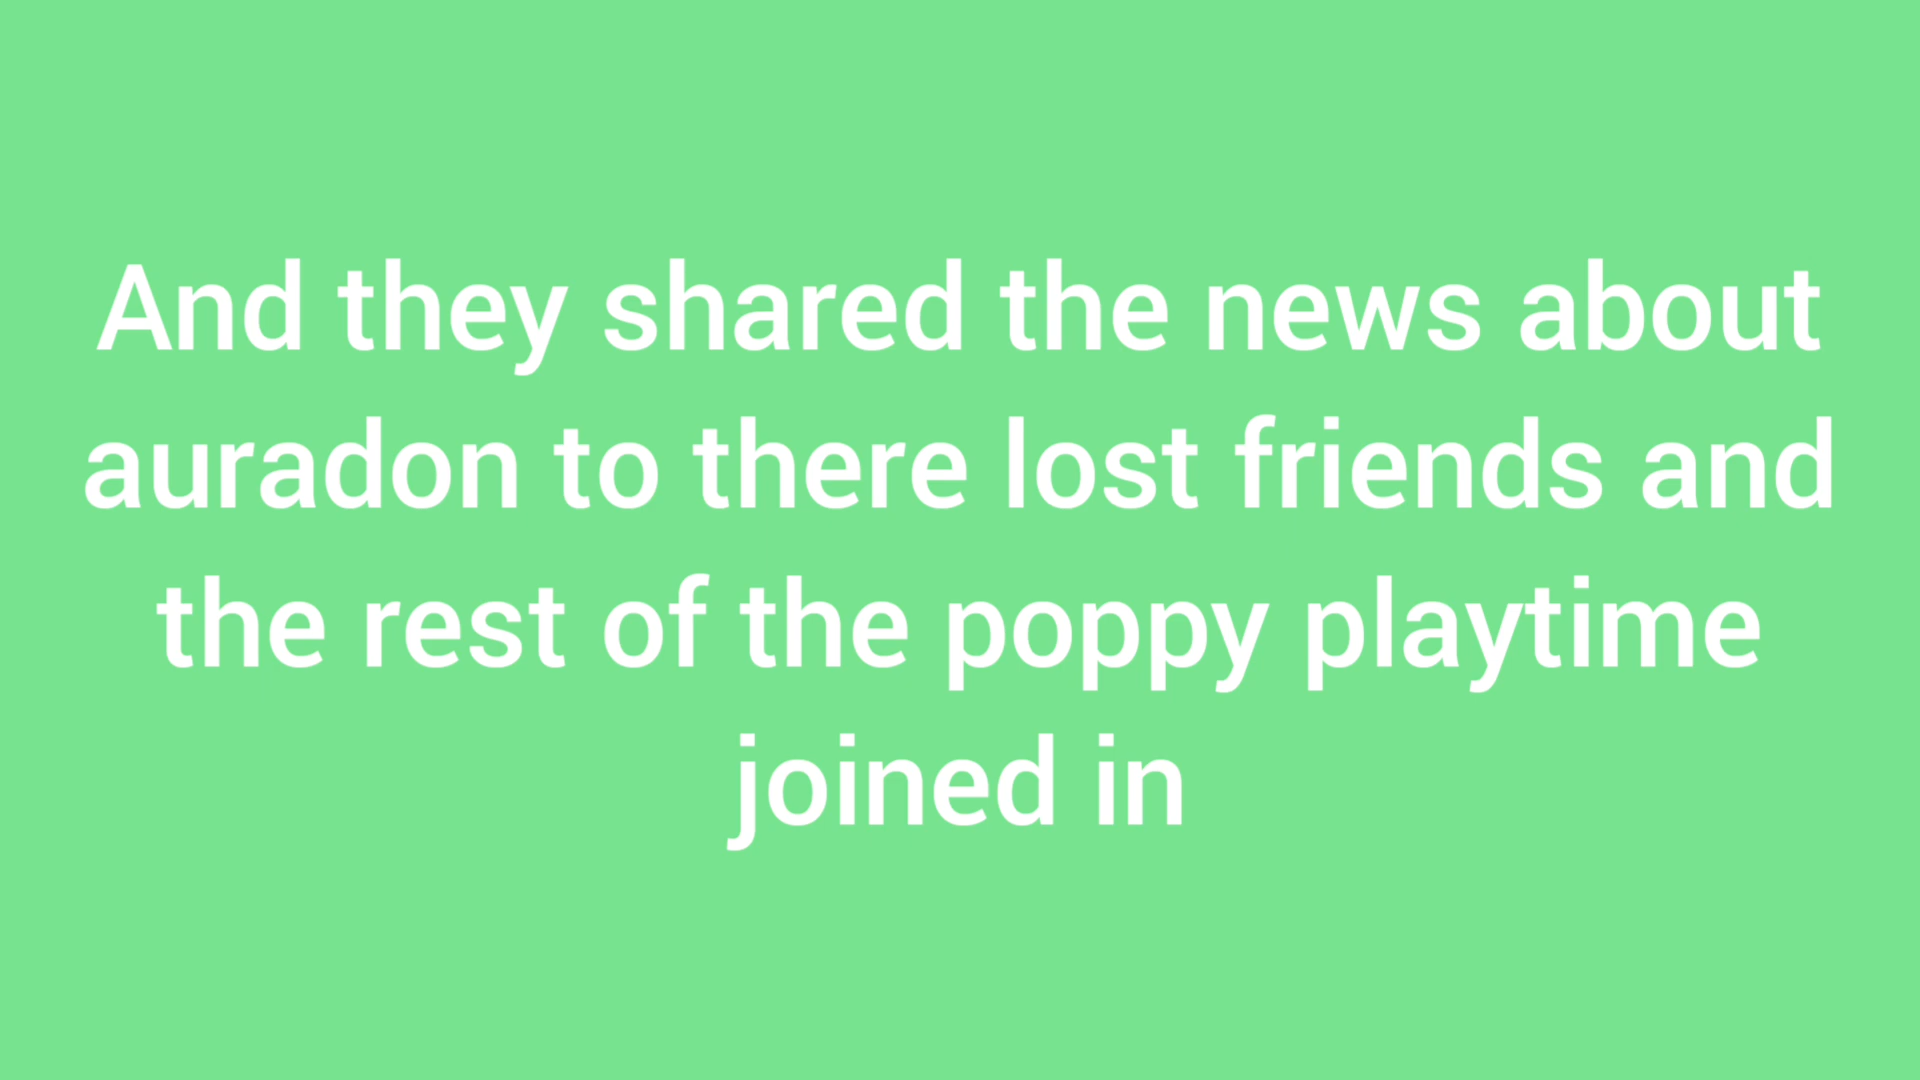 And they shared the news about
auradon to there lost friends and
the rest of the poppy playtime
joined in